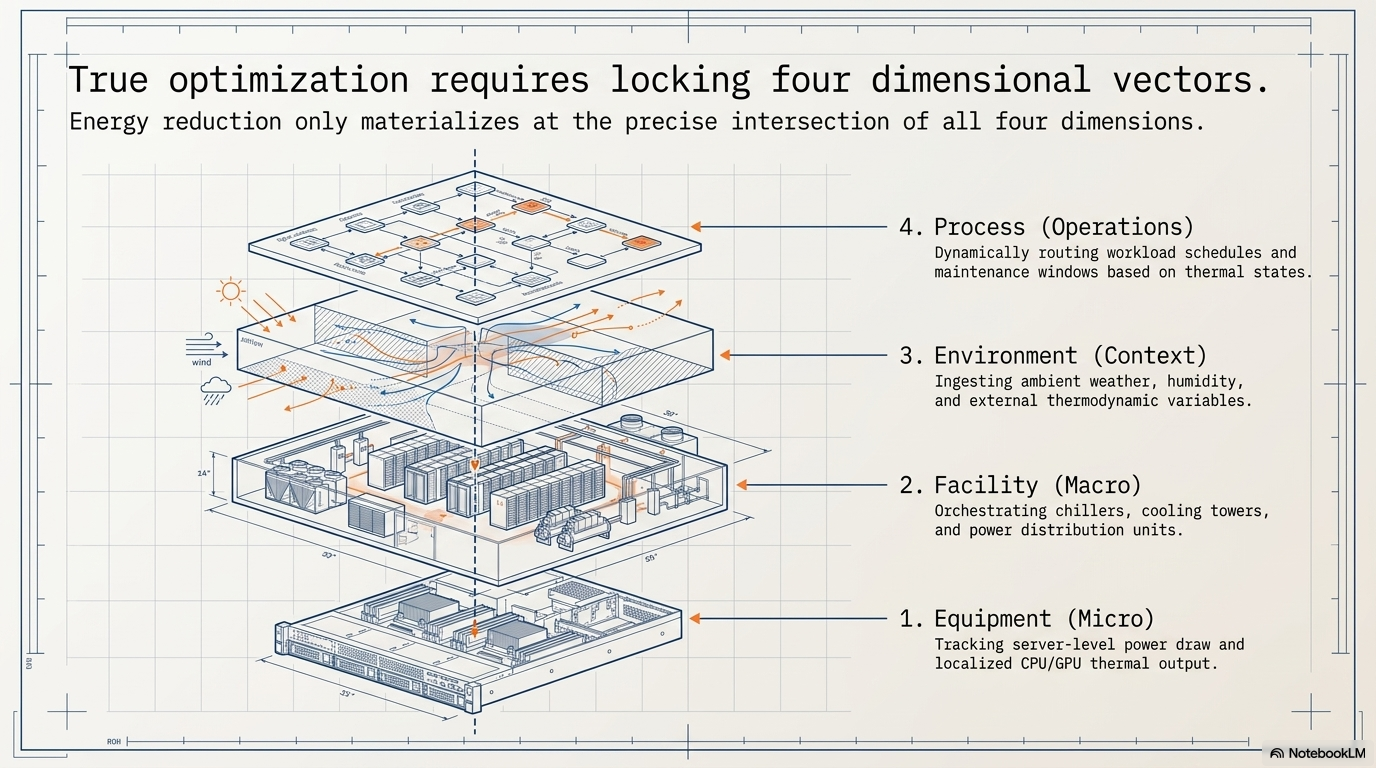 True optimization requires locking four dimensional vectors.
Energy reduction only materializes at the precise intersection of all four dimensions.
4. Process (Operations)
Dynamically routing workload schedules and
maintenance windows based on thermal states.
wind
3. Environment (Context)
Ingesting ambient weather, humidity,
and external thermodynamic variables.
14"
2. Facility (Macro)
Orchestrating chillers, cooling towers,
and power distribution units.
1. Equipment (Micro)
Tracking server-level power draw and
localized CPU/GPU thermal output.
ROH
NotebookLM